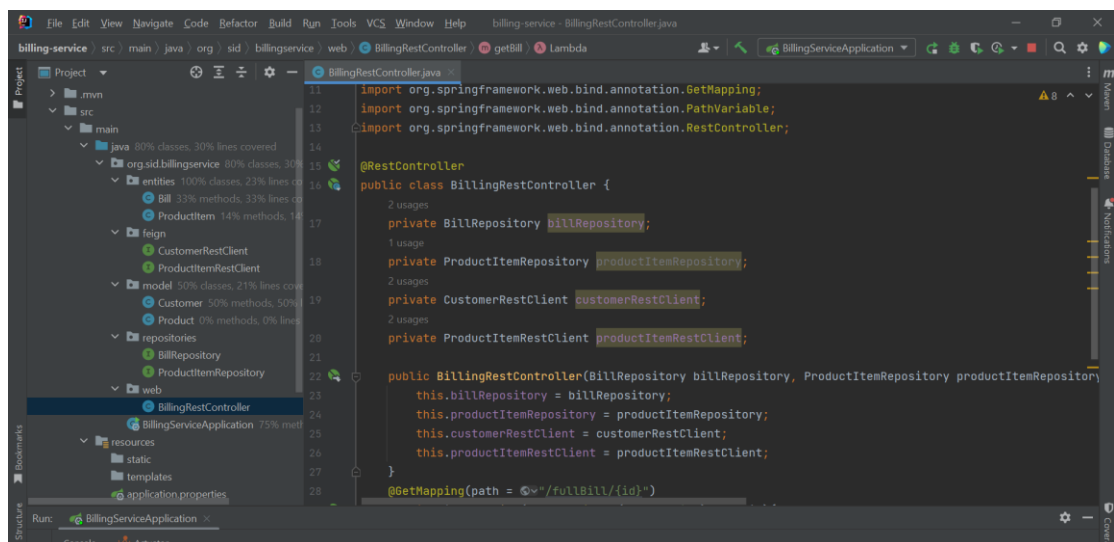 File Edit View Navigate Code Refactor Build Run Tools VCS Window Help billing-service - BillingRestController.java
billing-service src main java org sid billingservice web BillingRestController getBill Lambda BillingServiceApplication
Project
Project
BillingRestController.java
m
Maven
Database
Notifications
.mvn
src
main
java 80% classes, 30% lines covered
org.sid.billingservice 80% classes, 30%
entities 100% classes, 23% lines co
Bill 33% methods, 33% lines co
ProductItem 14% methods, 14
feign
CustomerRestClient
ProductItemRestClient
model 50% classes, 21% lines cove
Customer 50% methods, 50%
Product 0% methods, 0% lines
repositories
BillRepository
ProductItemRepository
web
BillingRestController
BillingServiceApplication 75% meth
resources
static
templates
application.properties
8
11 import org.springframework.web.bind.annotation.GetMapping;
12 import org.springframework.web.bind.annotation.PathVariable;
13 import org.springframework.web.bind.annotation.RestController;
14
15 @RestController
16 public class BillingRestController {
2 usages
17 private BillRepository billRepository;
1 usage
18 private ProductItemRepository productItemRepository;
2 usages
19 private CustomerRestClient customerRestClient;
2 usages
20 private ProductItemRestClient productItemRestClient;
21
22 public BillingRestController(BillRepository billRepository, ProductItemRepository productItemRepository
23 this.billRepository = billRepository;
24 this.productItemRepository = productItemRepository;
25 this.customerRestClient = customerRestClient;
26 this.productItemRestClient = productItemRestClient;
27 }
28 @GetMapping(path = "/fullBill/{id}")
Bookmarks
Structure
Run: BillingServiceApplication
Cover